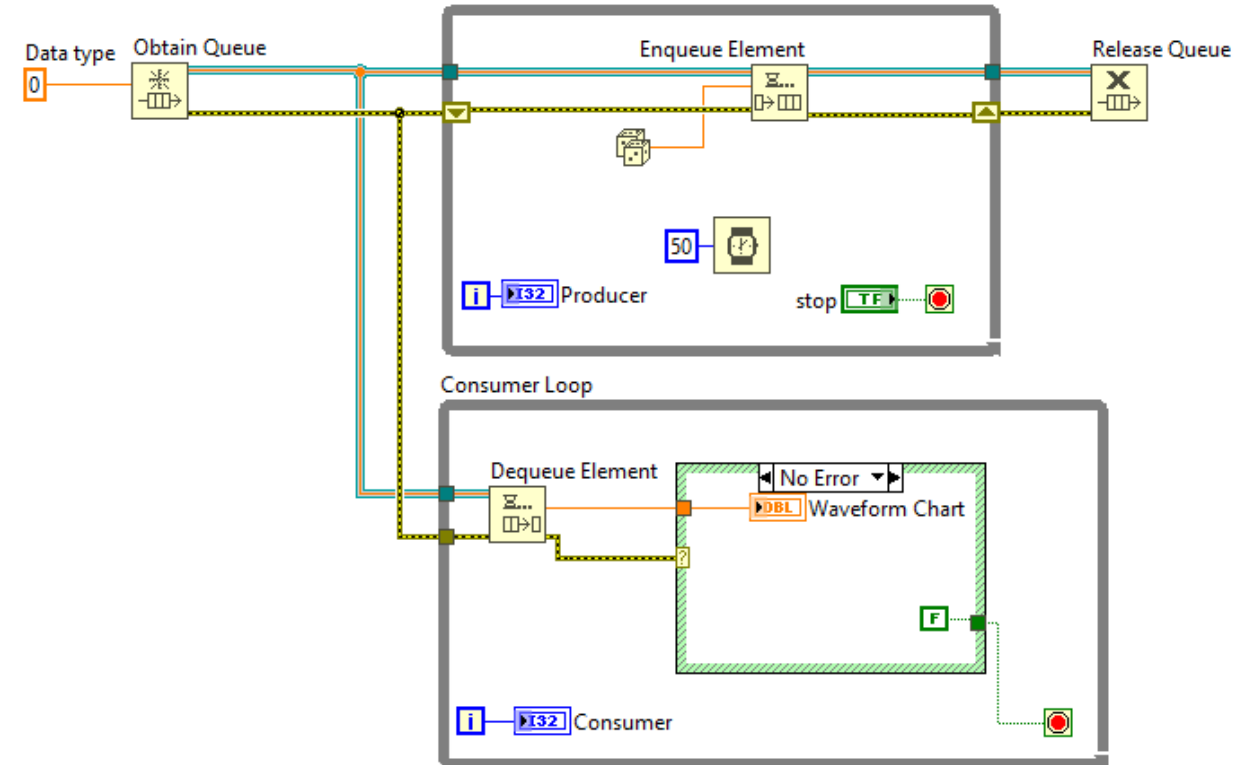 Data type
Obtain Queue
Enqueue Element
Release Queue
0
50
i
I32
Producer
stop
TF
Consumer Loop
Dequeue Element
No Error
DBL
Waveform Chart
?
F
i
I32
Consumer